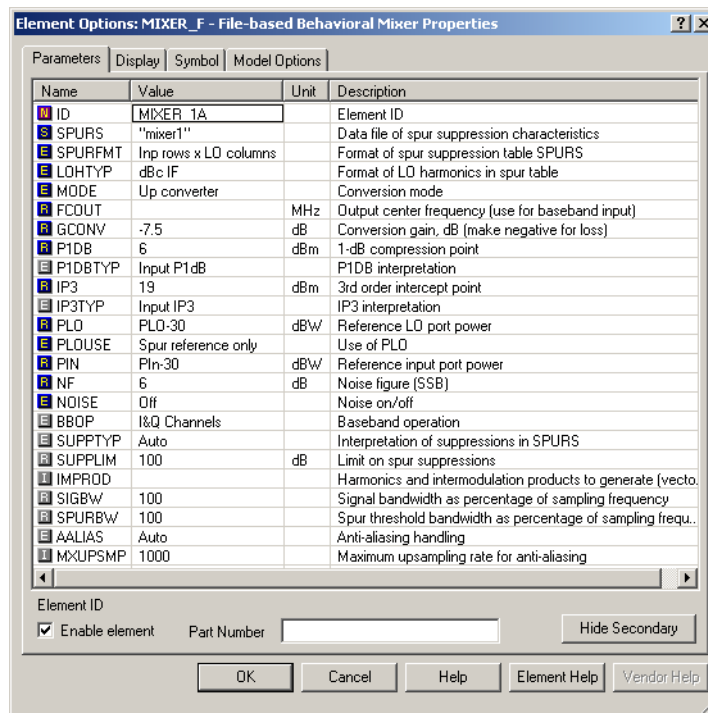 Element Options: MIXER_F - File-based Behavioral Mixer Properties
Parameters Display Symbol Model Options
Name Value Unit Description
N ID MIXER_1A Element ID
S SPURS "mixer1" Data file of spur suppression characteristics
E SPURFMT Inp rows x LO columns Format of spur suppression table SPURS
E LOHTYP dBc IF Format of LO harmonics in spur table
E MODE Up converter Conversion mode
R FCOUT MHz Output center frequency (use for baseband input)
R GCONV -7.5 dB Conversion gain, dB (make negative for loss)
R P1DB 6 dBm 1-dB compression point
E P1DBTYP Input P1dB P1DB interpretation
R IP3 19 dBm 3rd order intercept point
E IP3TYP Input IP3 IP3 interpretation
R PLO PLO-30 dBW Reference LO port power
E PLOUSE Spur reference only Use of PLO
R PIN PIn-30 dBW Reference input port power
R NF 6 dB Noise figure (SSB)
E NOISE Off Noise on/off
E BBOP I&Q Channels Baseband operation
E SUPPTYP Auto Interpretation of suppressions in SPURS
R SUPPLIM 100 dB Limit on spur suppressions
I IMPROD Harmonics and intermodulation products to generate (vecto.
R SIGBW 100 Signal bandwidth as percentage of sampling frequency
R SPURBW 100 Spur threshold bandwidth as percentage of sampling frequ..
E AALIAS Auto Anti-aliasing handling
I MXUPSMP 1000 Maximum upsampling rate for anti-aliasing
Element ID
Enable element Part Number Hide Secondary
OK Cancel Help Element Help Vendor Help